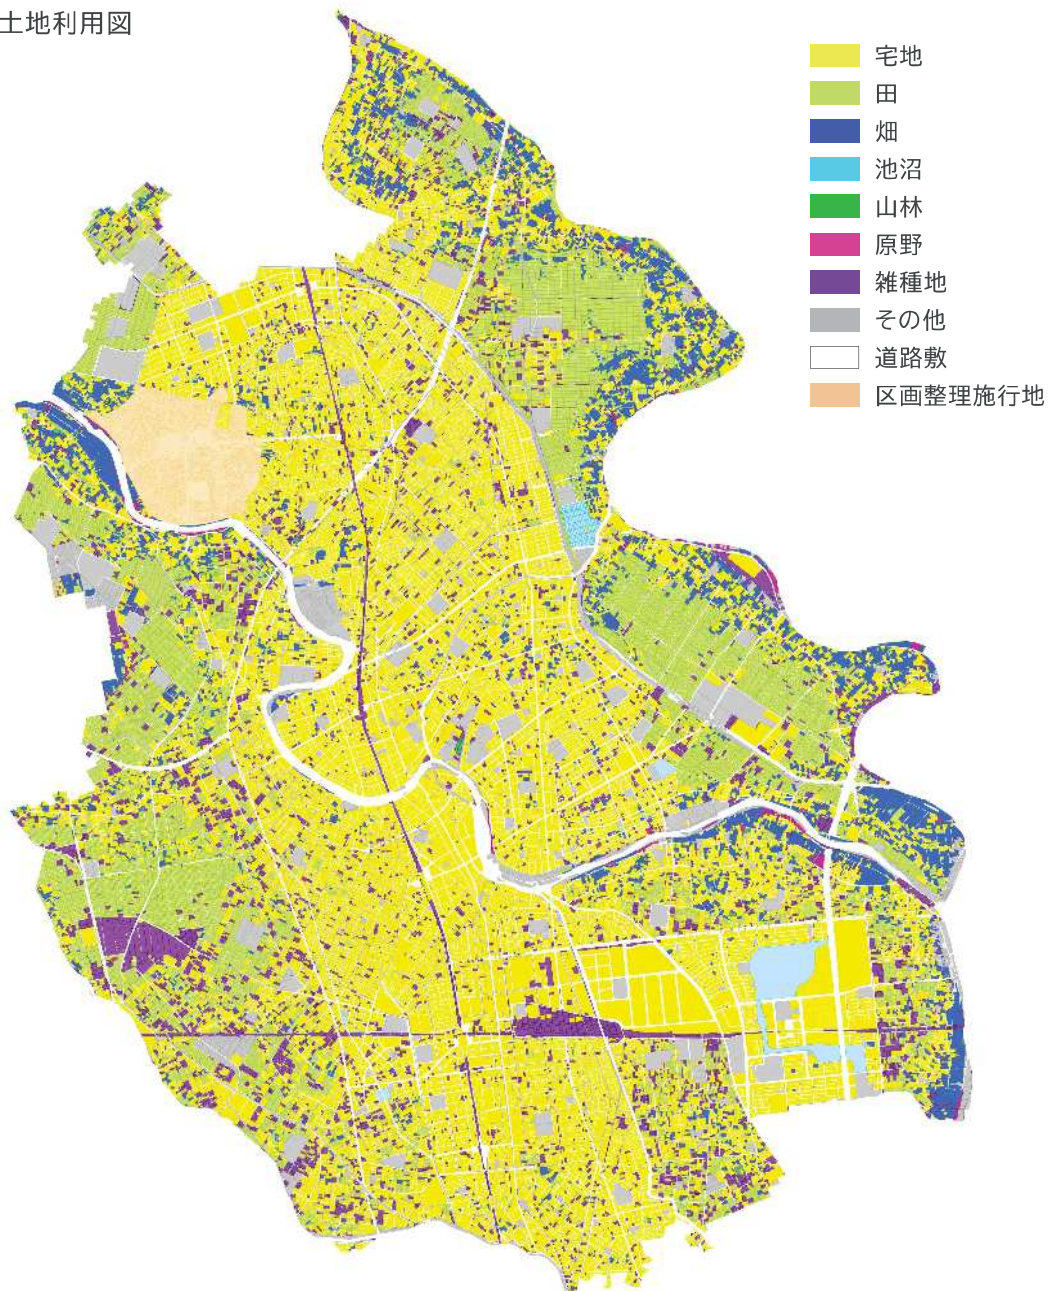 土地利用図
宅地
田
畑
池沼
山林
原野
雑種地
その他
道路敷
区画整理施行地